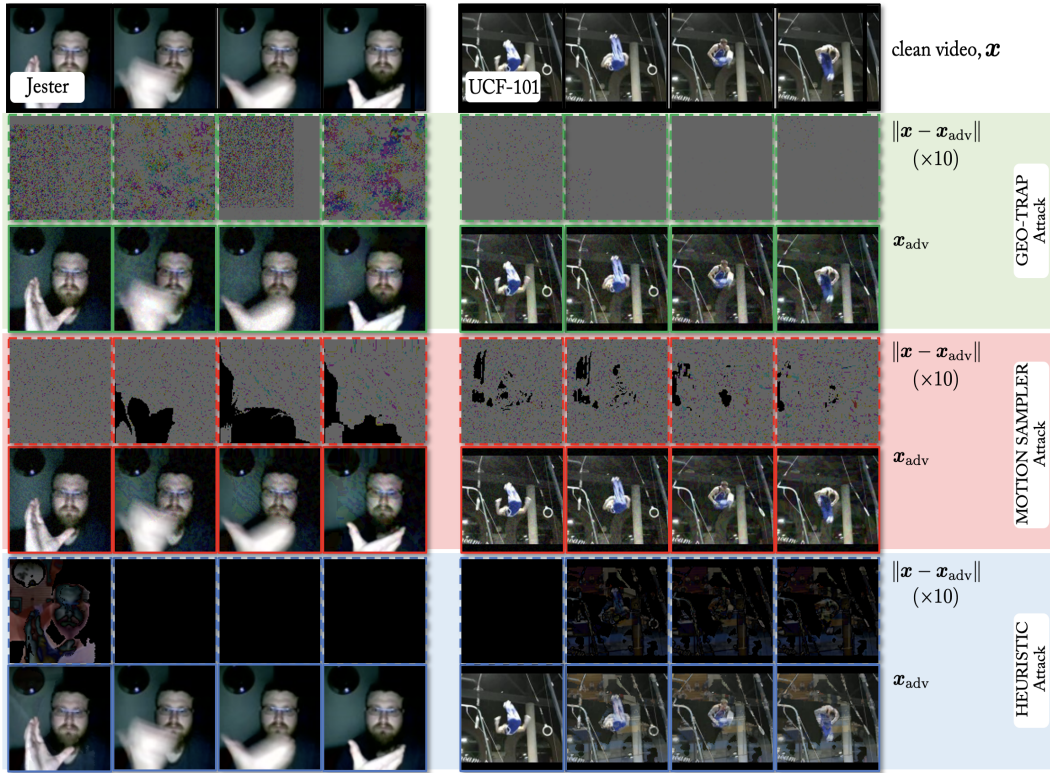 Jester
UCF-101
clean video, x
‖x − x_adv‖
(×10)
x_adv
GEO-TRAP
Attack
‖x − x_adv‖
(×10)
x_adv
MOTION SAMPLER
Attack
‖x − x_adv‖
(×10)
x_adv
HEURISTIC
Attack